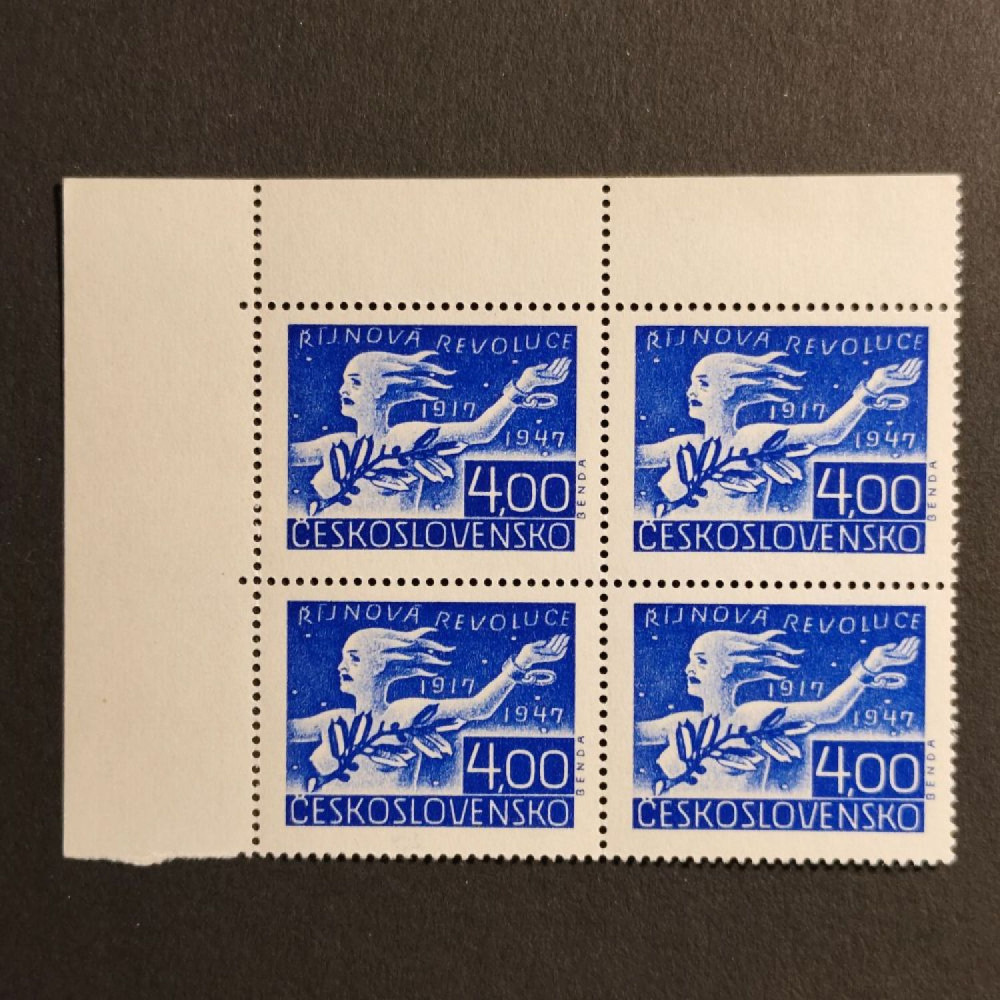 ŘÍJNOVÁ REVOLUCE
1917
1947
4,00
BENDA
ČESKOSLOVENSKO
ŘÍJNOVÁ REVOLUCE
1917
1947
4,00
BENDA
ČESKOSLOVENSKO
ŘÍJNOVÁ REVOLUCE
1917
1947
4,00
BENDA
ČESKOSLOVENSKO
ŘÍJNOVÁ REVOLUCE
1917
1947
4,00
BENDA
ČESKOSLOVENSKO